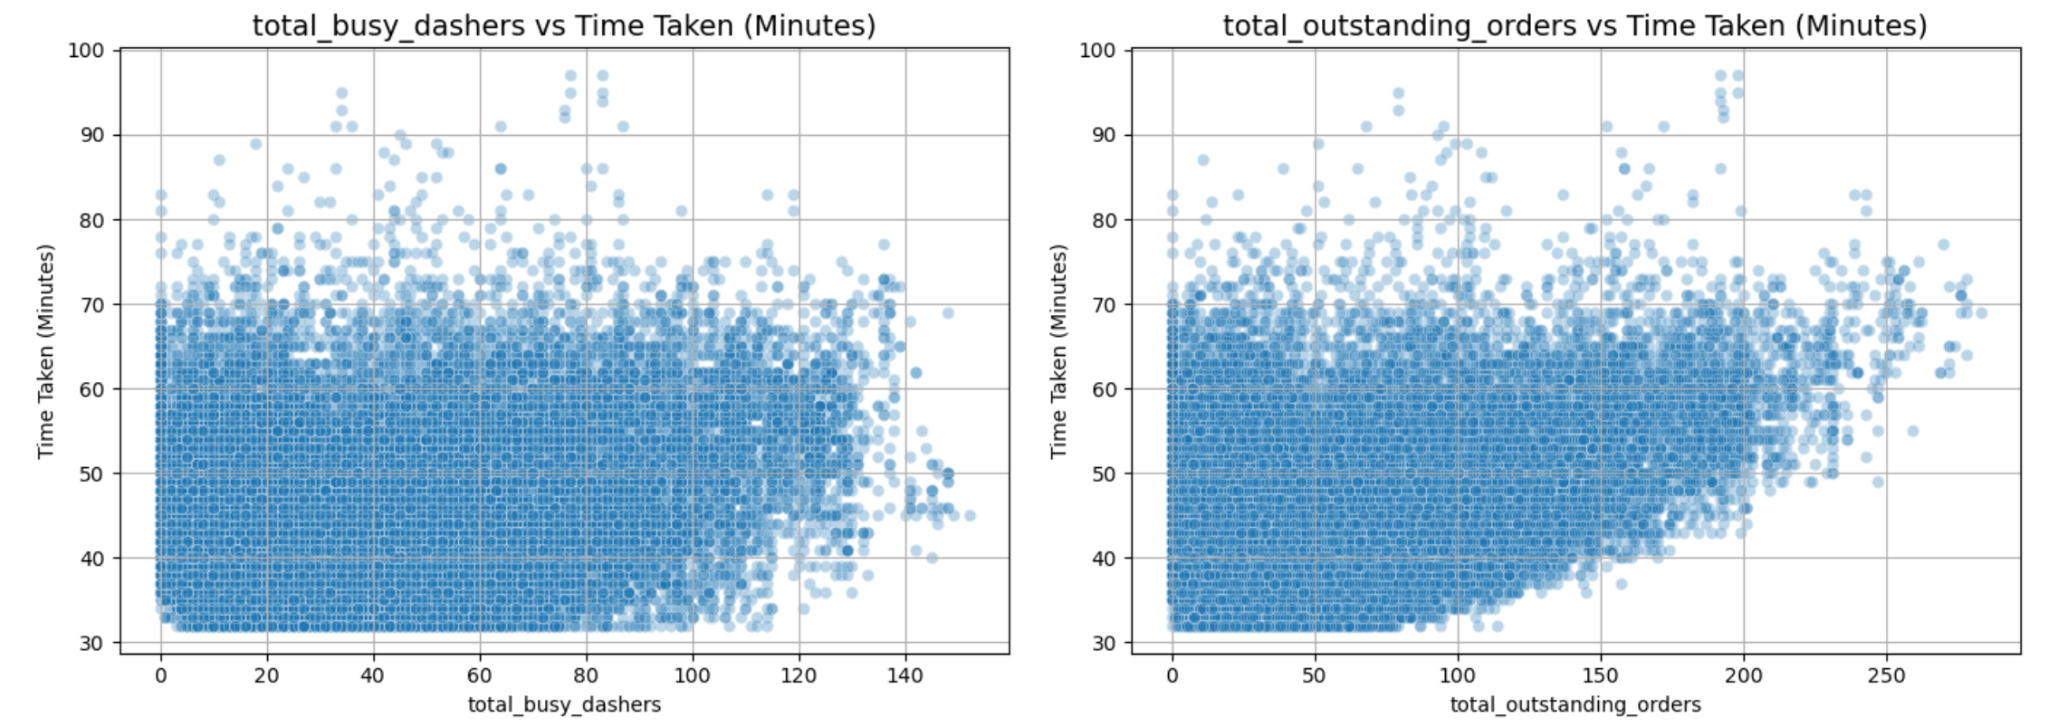 total_busy_dashers vs Time Taken (Minutes)
100
90
80
70
60
50
40
30
Time Taken (Minutes)
0 20 40 60 80 100 120 140
total_busy_dashers
total_outstanding_orders vs Time Taken (Minutes)
100
90
80
70
60
50
40
30
Time Taken (Minutes)
0 50 100 150 200 250
total_outstanding_orders